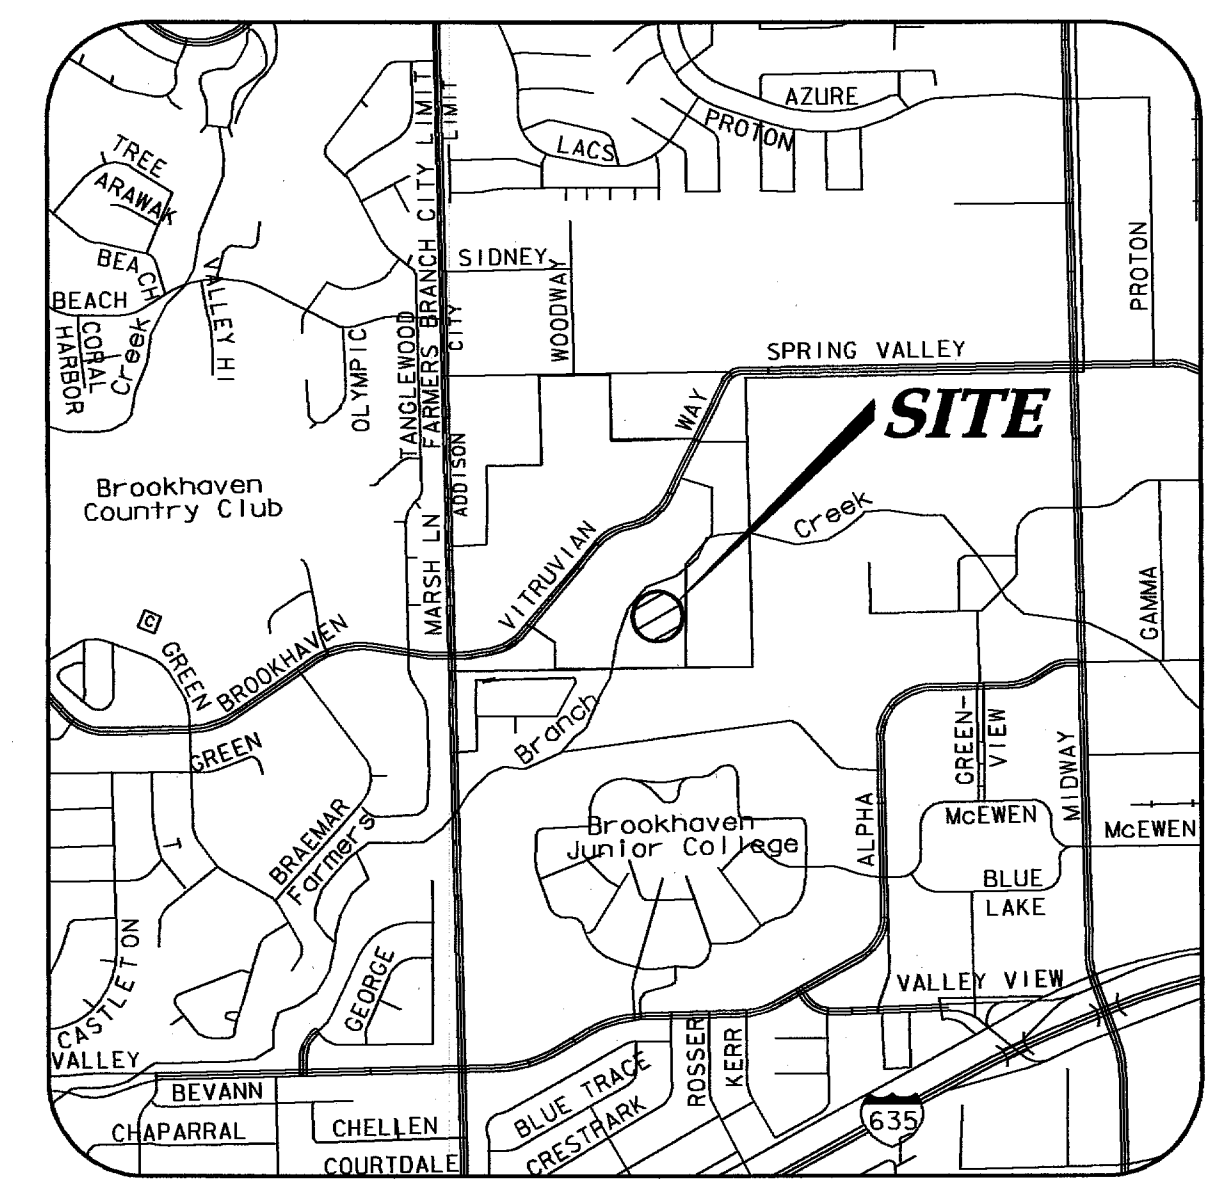 AZURE
PROTON
LACS
TREE
ARAWAK
BEACH
BEACH
CORAL
HARBOR
Creek
VALLEY HI
OLYMPIC
TANGLEWOOD
FARMERS BRANCH CITY LIMIT
ADDISON CITY LIMIT
MARSH LN
SIDNEY
WOODWAY
PROTON
SPRING VALLEY
SITE
WAY
VITRUVIAN
Creek
Brookhaven
Country Club
C
GREEN
BROOKHAVEN
GREEN
GAMMA
Branch
GREEN-
VIEW
MIDWAY
ALPHA
McEWEN
McEWEN
BLUE
LAKE
Brookhaven
Junior College
BRAEMAR
Farmers
T
CASTLETON
GEORGE
VALLEY VIEW
VALLEY
BEVANN
CHAPARRAL
CHELLEN
COURTDALE
BLUE TRACE
CRESTPARK
ROSSER
KERR
635